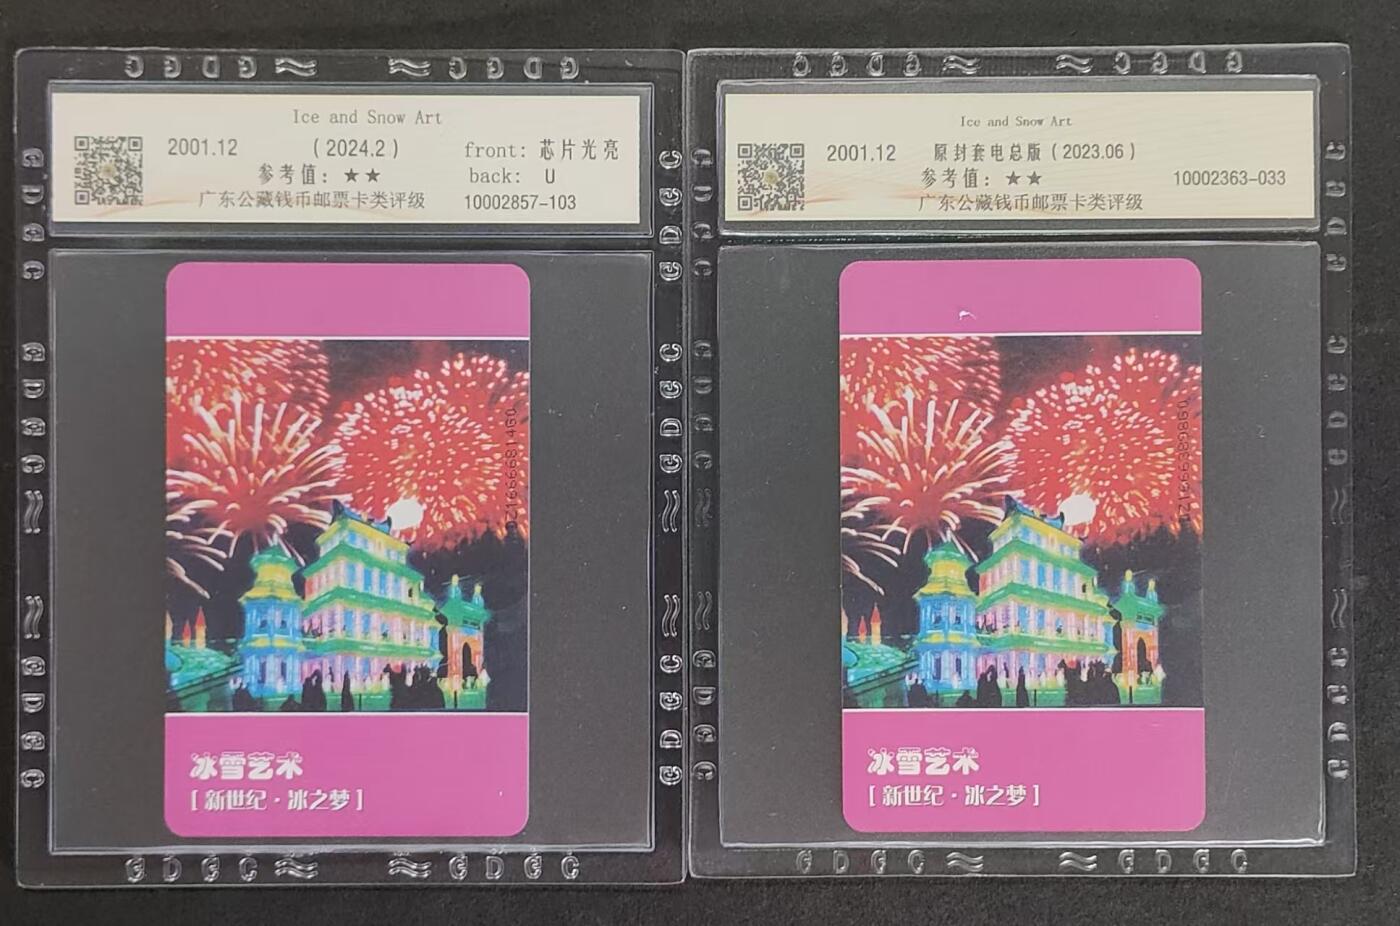 G D G C
C G D G
Ice and Snow Art
2001.12
(2024.2)
front: 芯片光亮
参考值: ★★
back: U
广东公藏钱币邮票卡类评级
10002857-103
冰雪艺术
[新世纪·冰之梦]
G D G C
G D G C
G D G C
C G D G
Ice and Snow Art
2001.12
原封套电总版(2023.06)
参考值: ★★
10002363-033
广东公藏钱币邮票卡类评级
冰雪艺术
[新世纪·冰之梦]
G D G C
G D G C